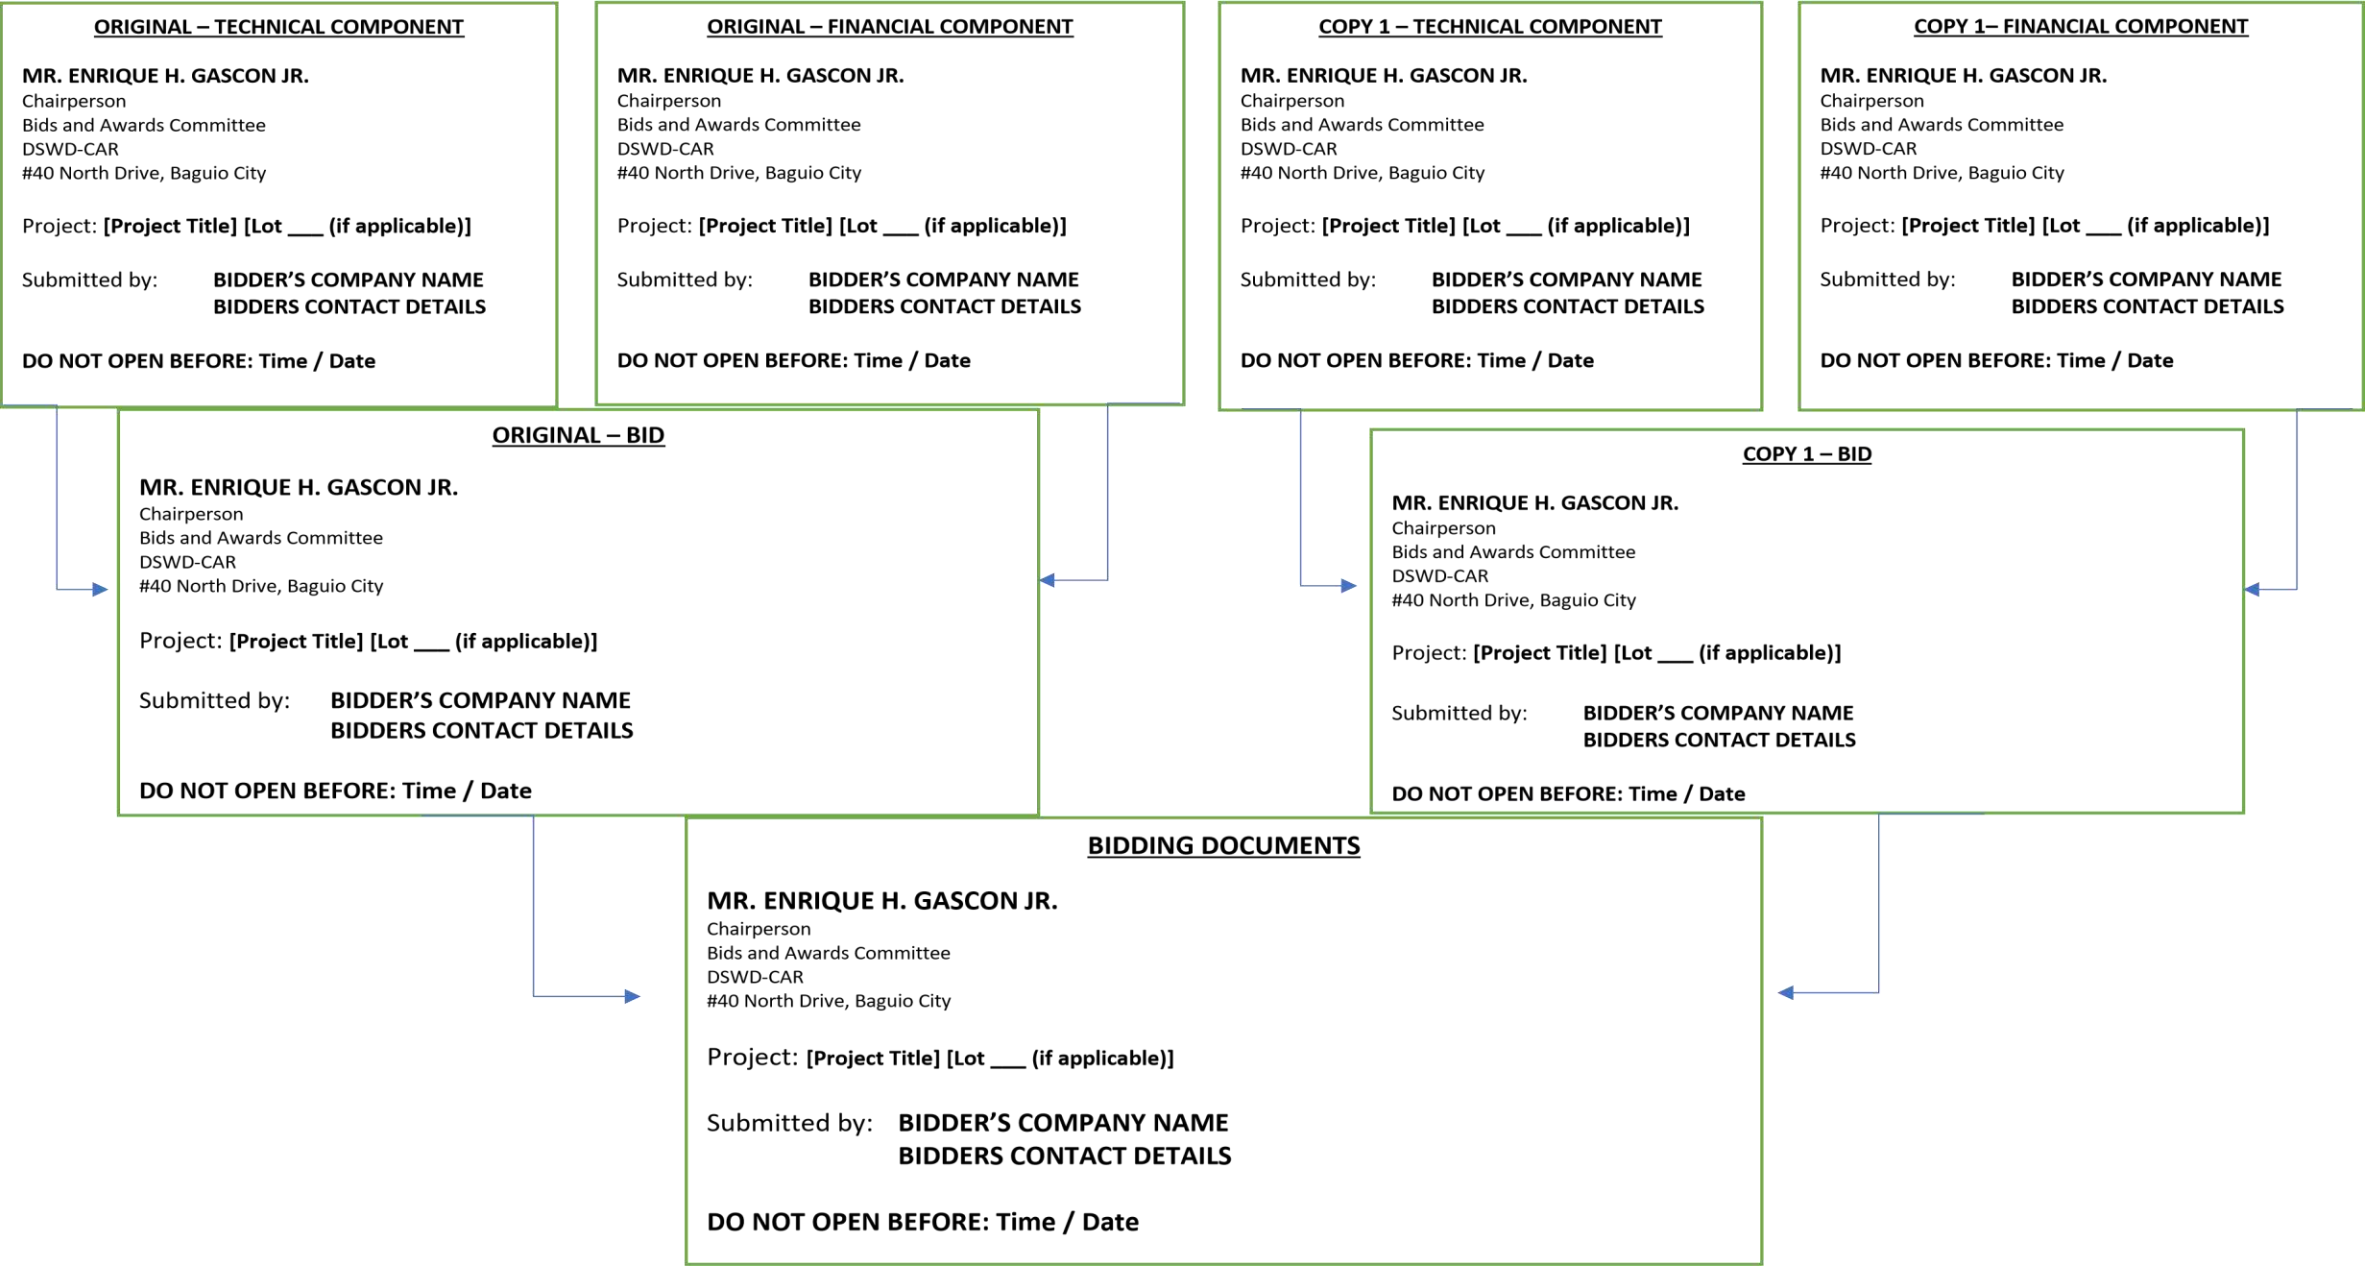 ORIGINAL – TECHNICAL COMPONENT
MR. ENRIQUE H. GASCON JR.
Chairperson
Bids and Awards Committee
DSWD-CAR
#40 North Drive, Baguio City
Project: [Project Title] [Lot ___ (if applicable)]
Submitted by: BIDDER’S COMPANY NAME
BIDDERS CONTACT DETAILS
DO NOT OPEN BEFORE: Time / Date
ORIGINAL – FINANCIAL COMPONENT
MR. ENRIQUE H. GASCON JR.
Chairperson
Bids and Awards Committee
DSWD-CAR
#40 North Drive, Baguio City
Project: [Project Title] [Lot ___ (if applicable)]
Submitted by: BIDDER’S COMPANY NAME
BIDDERS CONTACT DETAILS
DO NOT OPEN BEFORE: Time / Date
COPY 1 – TECHNICAL COMPONENT
MR. ENRIQUE H. GASCON JR.
Chairperson
Bids and Awards Committee
DSWD-CAR
#40 North Drive, Baguio City
Project: [Project Title] [Lot ___ (if applicable)]
Submitted by: BIDDER’S COMPANY NAME
BIDDERS CONTACT DETAILS
DO NOT OPEN BEFORE: Time / Date
COPY 1– FINANCIAL COMPONENT
MR. ENRIQUE H. GASCON JR.
Chairperson
Bids and Awards Committee
DSWD-CAR
#40 North Drive, Baguio City
Project: [Project Title] [Lot ___ (if applicable)]
Submitted by: BIDDER’S COMPANY NAME
BIDDERS CONTACT DETAILS
DO NOT OPEN BEFORE: Time / Date
ORIGINAL – BID
MR. ENRIQUE H. GASCON JR.
Chairperson
Bids and Awards Committee
DSWD-CAR
#40 North Drive, Baguio City
Project: [Project Title] [Lot ___ (if applicable)]
Submitted by: BIDDER’S COMPANY NAME
BIDDERS CONTACT DETAILS
DO NOT OPEN BEFORE: Time / Date
COPY 1 – BID
MR. ENRIQUE H. GASCON JR.
Chairperson
Bids and Awards Committee
DSWD-CAR
#40 North Drive, Baguio City
Project: [Project Title] [Lot ___ (if applicable)]
Submitted by: BIDDER’S COMPANY NAME
BIDDERS CONTACT DETAILS
DO NOT OPEN BEFORE: Time / Date
BIDDING DOCUMENTS
MR. ENRIQUE H. GASCON JR.
Chairperson
Bids and Awards Committee
DSWD-CAR
#40 North Drive, Baguio City
Project: [Project Title] [Lot ___ (if applicable)]
Submitted by: BIDDER’S COMPANY NAME
BIDDERS CONTACT DETAILS
DO NOT OPEN BEFORE: Time / Date